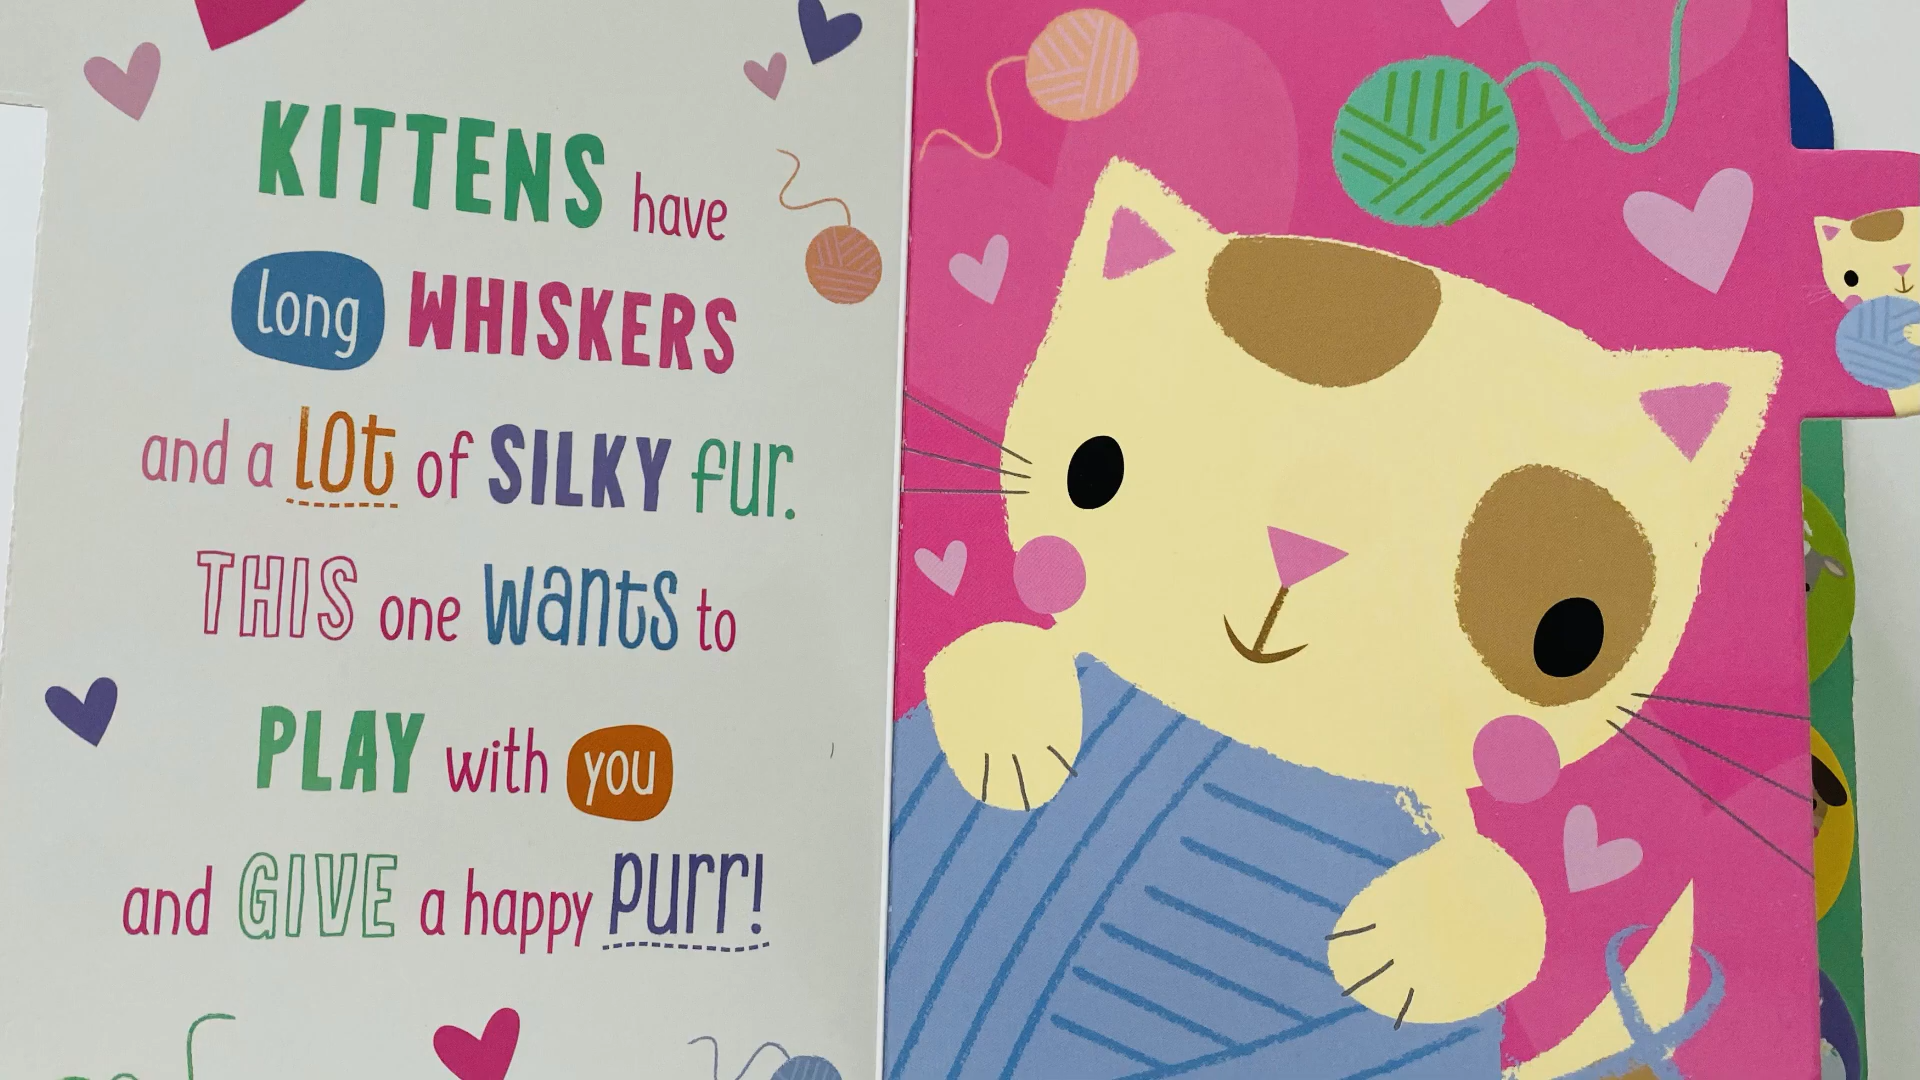 KITTENS have
long WHISKERS
and a lot of SILKY fur.
THIS one wants to
PLAY with you
and GIVE a happy purr!